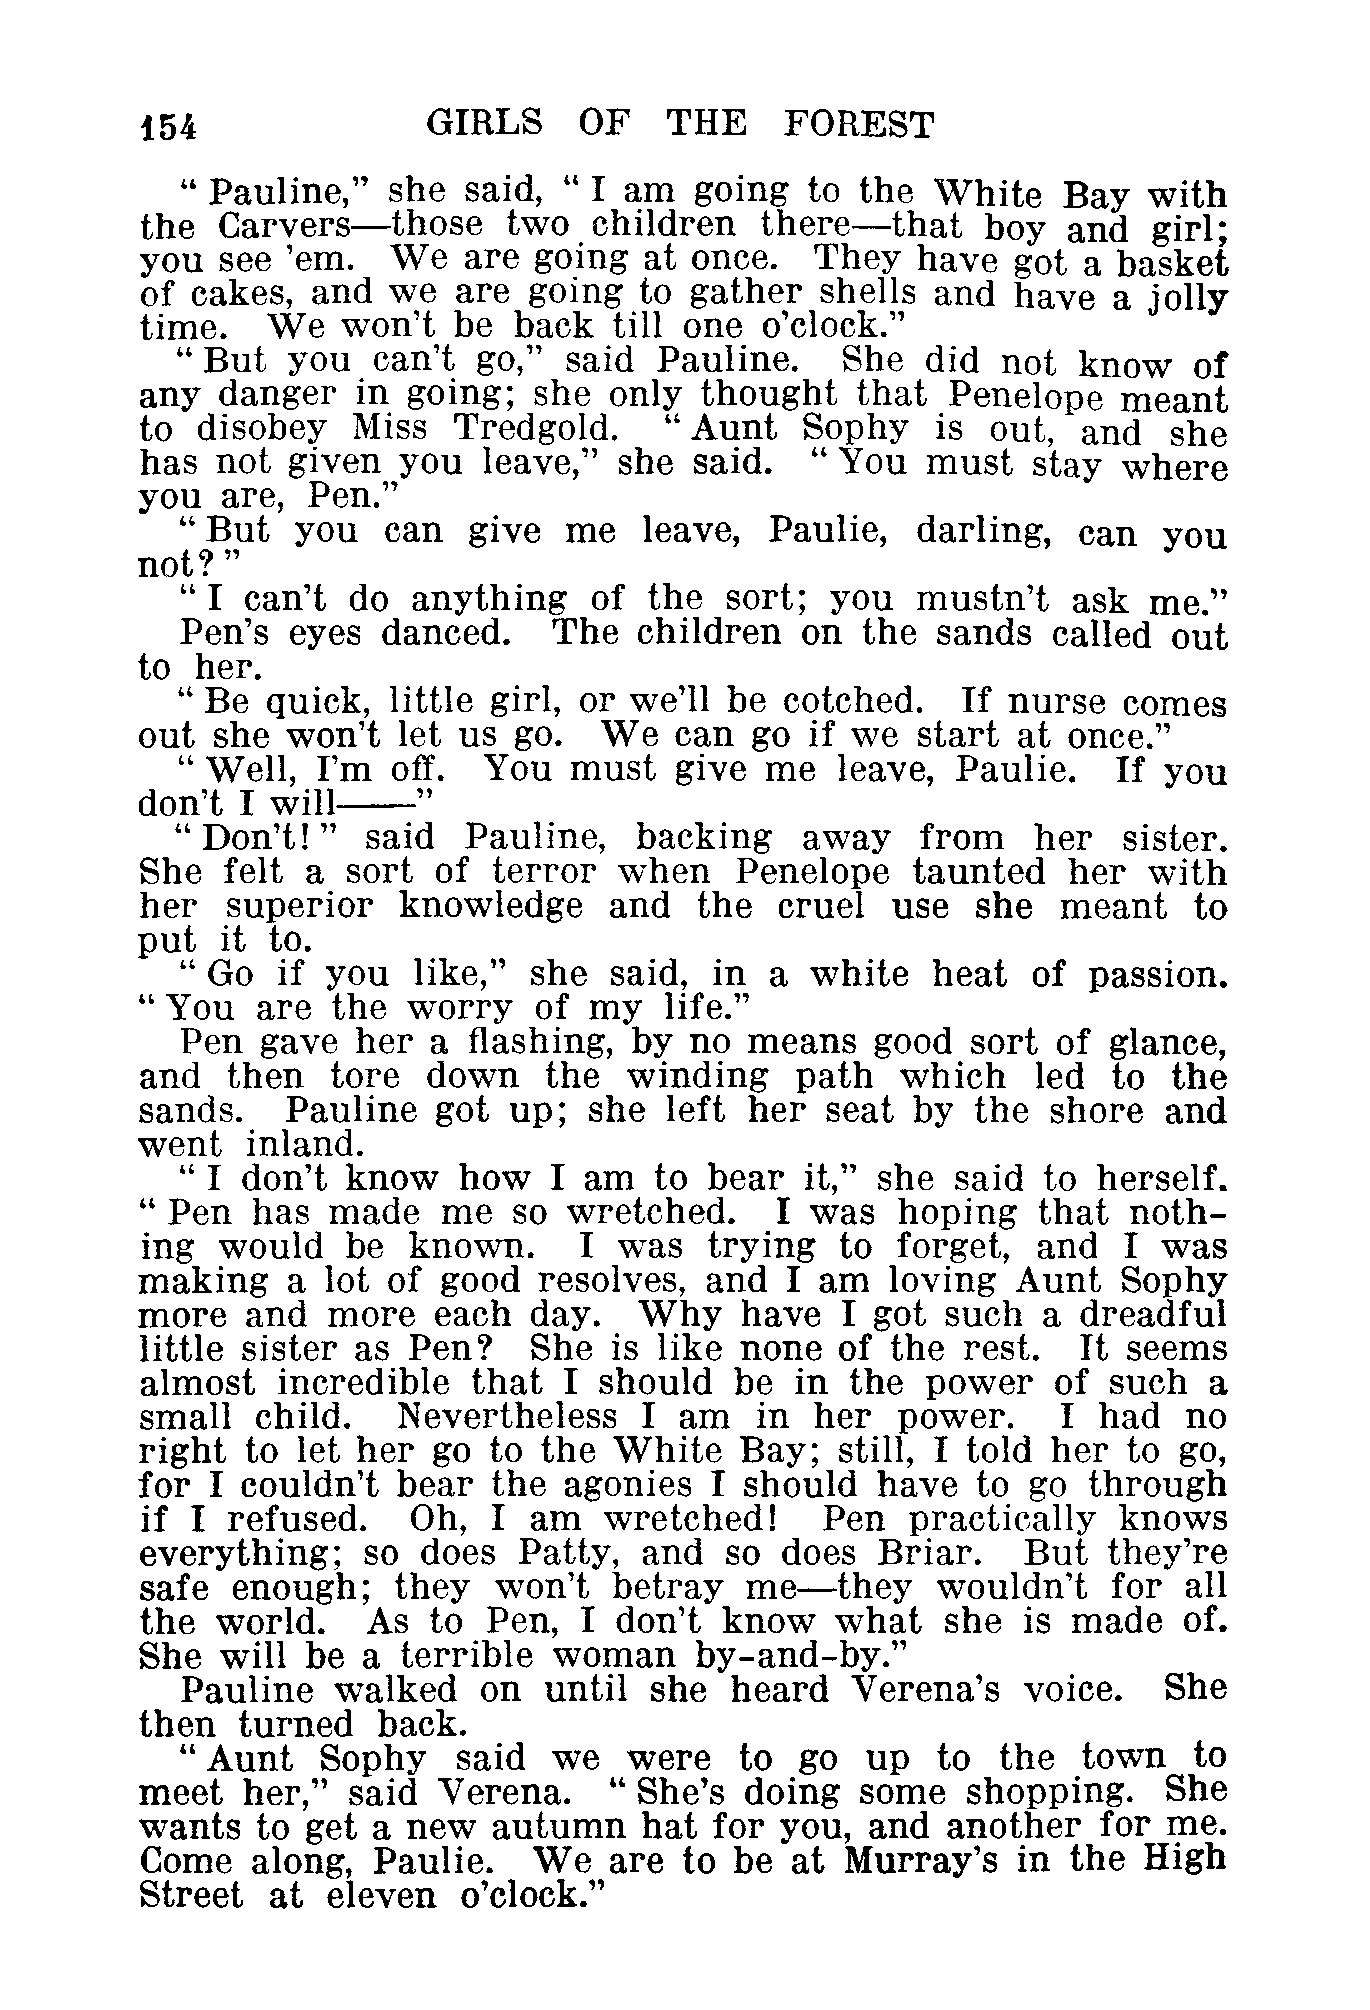 154 GIRLS OF THE FOREST
“ Pauline,” she said, “ I am going to the White Bay with
the Carvers—those two children there—that boy and girl;
you see ’em. We are going at once. They have got a basket
of cakes, and we are going to gather shells and have a jolly
time. We won’t be back till one o’clock.”
“ But you can’t go,” said Pauline. She did not know of
any danger in going; she only thought that Penelope meant
to disobey Miss Tredgold. “ Aunt Sophy is out, and she
has not given you leave,” she said. “ You must stay where
you are, Pen.”
“ But you can give me leave, Paulie, darling, can you
not? ”
“ I can’t do anything of the sort; you mustn’t ask me.”
Pen’s eyes danced. The children on the sands called out
to her.
“ Be quick, little girl, or we’ll be cotched. If nurse comes
out she won’t let us go. We can go if we start at once.”
“ Well, I’m off. You must give me leave, Paulie. If you
don’t I will——”
“ Don’t! ” said Pauline, backing away from her sister.
She felt a sort of terror when Penelope taunted her with
her superior knowledge and the cruel use she meant to
put it to.
“ Go if you like,” she said, in a white heat of passion.
“ You are the worry of my life.”
Pen gave her a flashing, by no means good sort of glance,
and then tore down the winding path which led to the
sands. Pauline got up; she left her seat by the shore and
went inland.
“ I don’t know how I am to bear it,” she said to herself.
“ Pen has made me so wretched. I was hoping that noth-
ing would be known. I was trying to forget, and I was
making a lot of good resolves, and I am loving Aunt Sophy
more and more each day. Why have I got such a dreadful
little sister as Pen? She is like none of the rest. It seems
almost incredible that I should be in the power of such a
small child. Nevertheless I am in her power. I had no
right to let her go to the White Bay; still, I told her to go,
for I couldn’t bear the agonies I should have to go through
if I refused. Oh, I am wretched! Pen practically knows
everything; so does Patty, and so does Briar. But they’re
safe enough; they won’t betray me—they wouldn’t for all
the world. As to Pen, I don’t know what she is made of.
She will be a terrible woman by-and-by.”
Pauline walked on until she heard Verena’s voice. She
then turned back.
“ Aunt Sophy said we were to go up to the town to
meet her,” said Verena. “ She’s doing some shopping. She
wants to get a new autumn hat for you, and another for me.
Come along, Paulie. We are to be at Murray’s in the High
Street at eleven o’clock.”